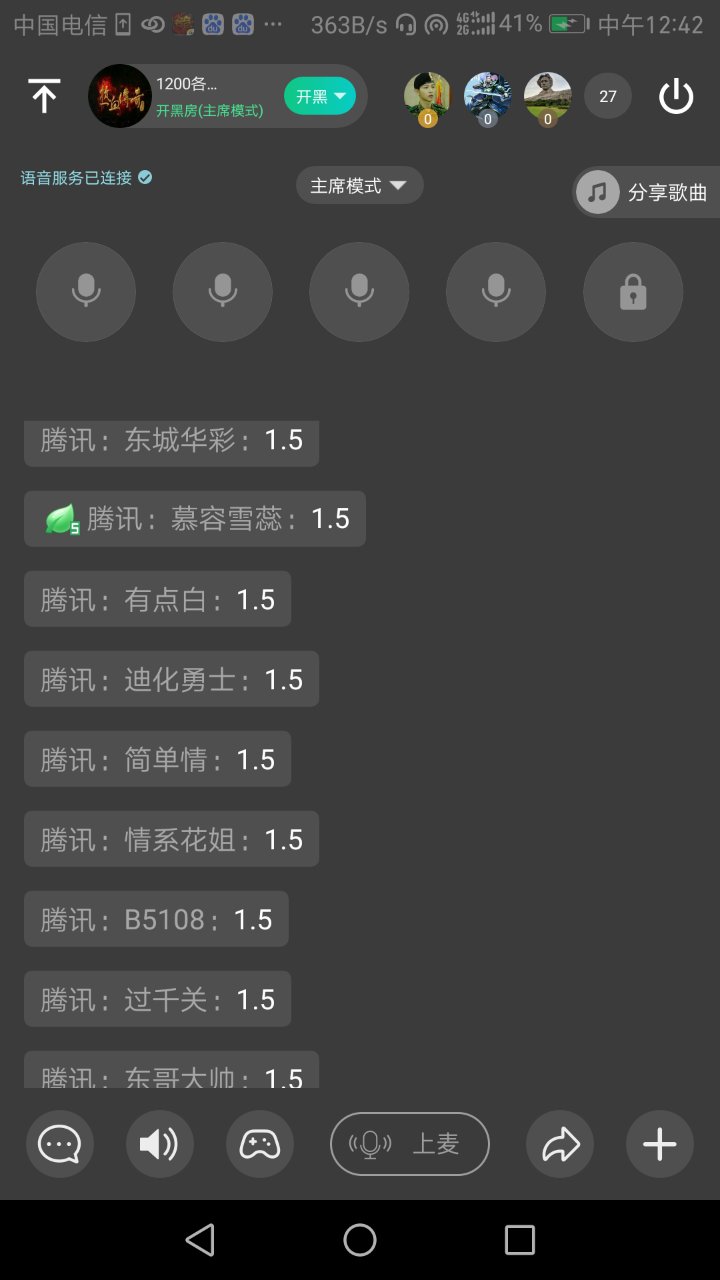 中国电信 363B/s 4G 2G 41% 中午12:42
热血传奇 1200各... 开黑房(主席模式) 开黑 0 0 0 27
语音服务已连接 主席模式 分享歌曲
腾讯：东城华彩：1.5
5 腾讯：慕容雪蕊：1.5
腾讯：有点白：1.5
腾讯：迪化勇士：1.5
腾讯：简单情：1.5
腾讯：情系花姐：1.5
腾讯：B5108：1.5
腾讯：过千关：1.5
腾讯：东哥大帅：1.5
上麦